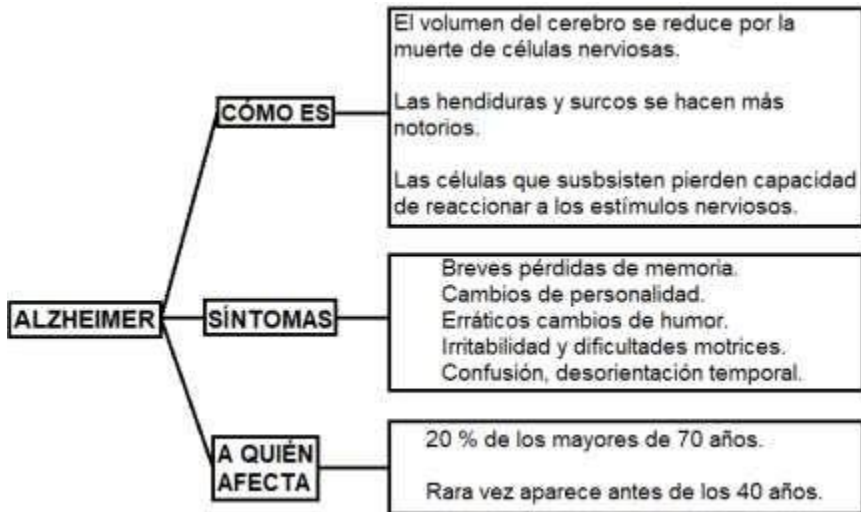 ALZHEIMER
CÓMO ES
El volumen del cerebro se reduce por la
muerte de células nerviosas.
Las hendiduras y surcos se hacen más
notorios.
Las células que susbsisten pierden capacidad
de reaccionar a los estímulos nerviosos.
SÍNTOMAS
Breves pérdidas de memoria.
Cambios de personalidad.
Erráticos cambios de humor.
Irritabilidad y dificultades motrices.
Confusión, desorientación temporal.
A QUIÉN
AFECTA
20 % de los mayores de 70 años.
Rara vez aparece antes de los 40 años.